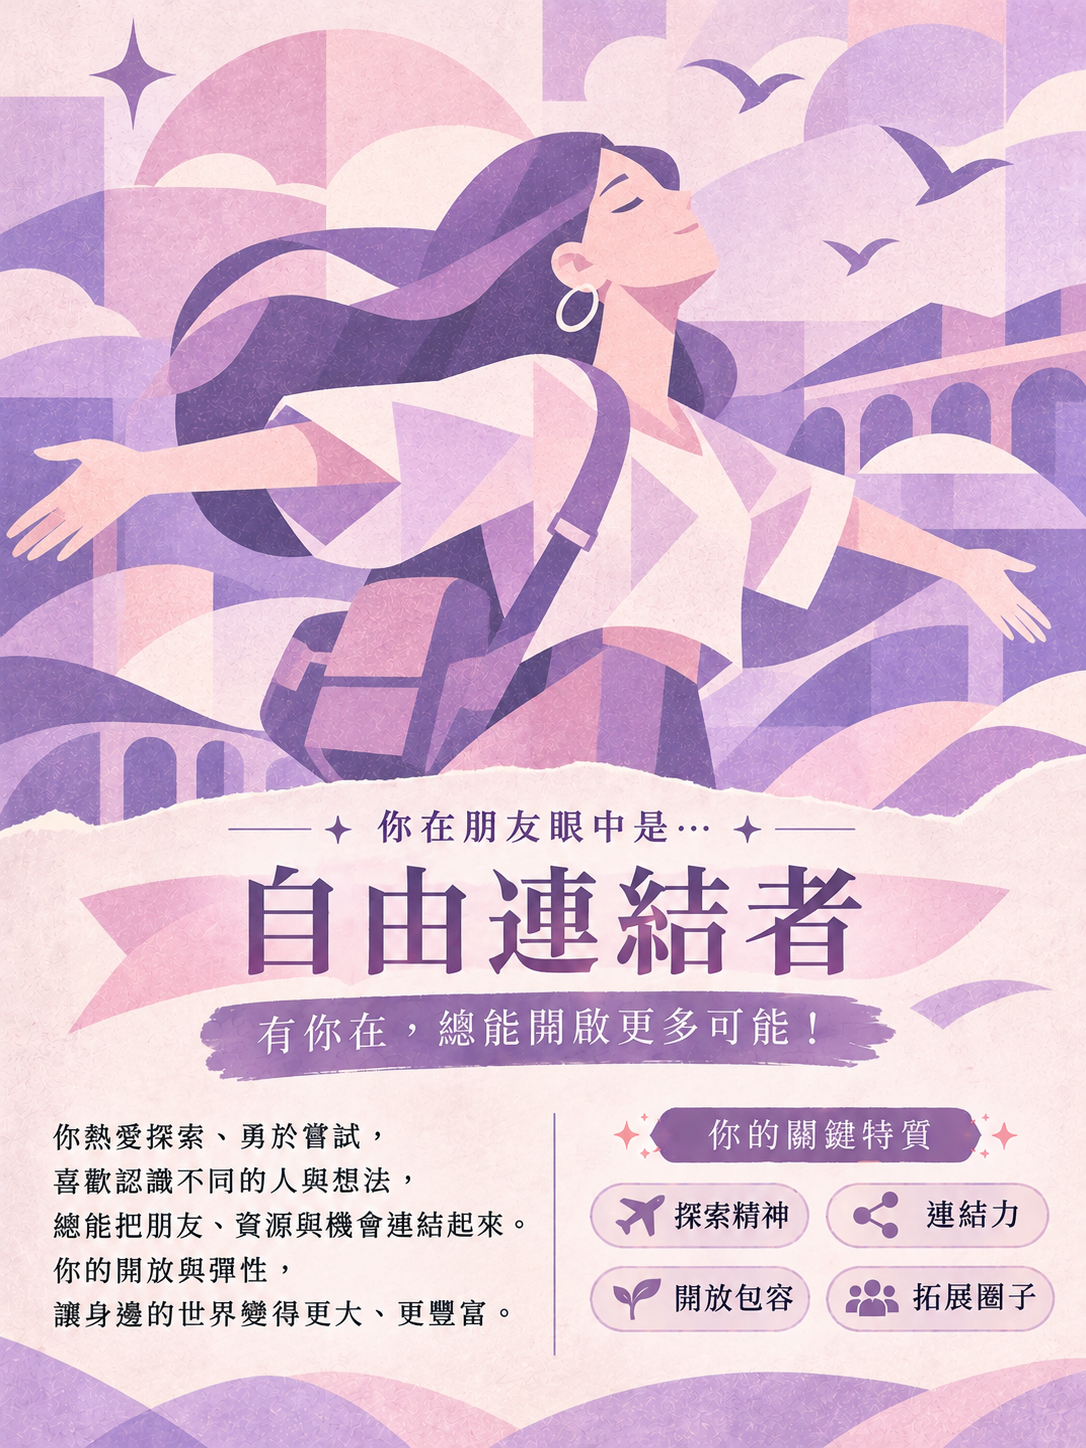 你在朋友眼中是…
自由連結者
有你在，總能開啟更多可能！
你熱愛探索、勇於嘗試，
喜歡認識不同的人與想法，
總能把朋友、資源與機會連結起來。
你的開放與彈性，
讓身邊的世界變得更大、更豐富。
你的關鍵特質
探索精神
連結力
開放包容
拓展圈子